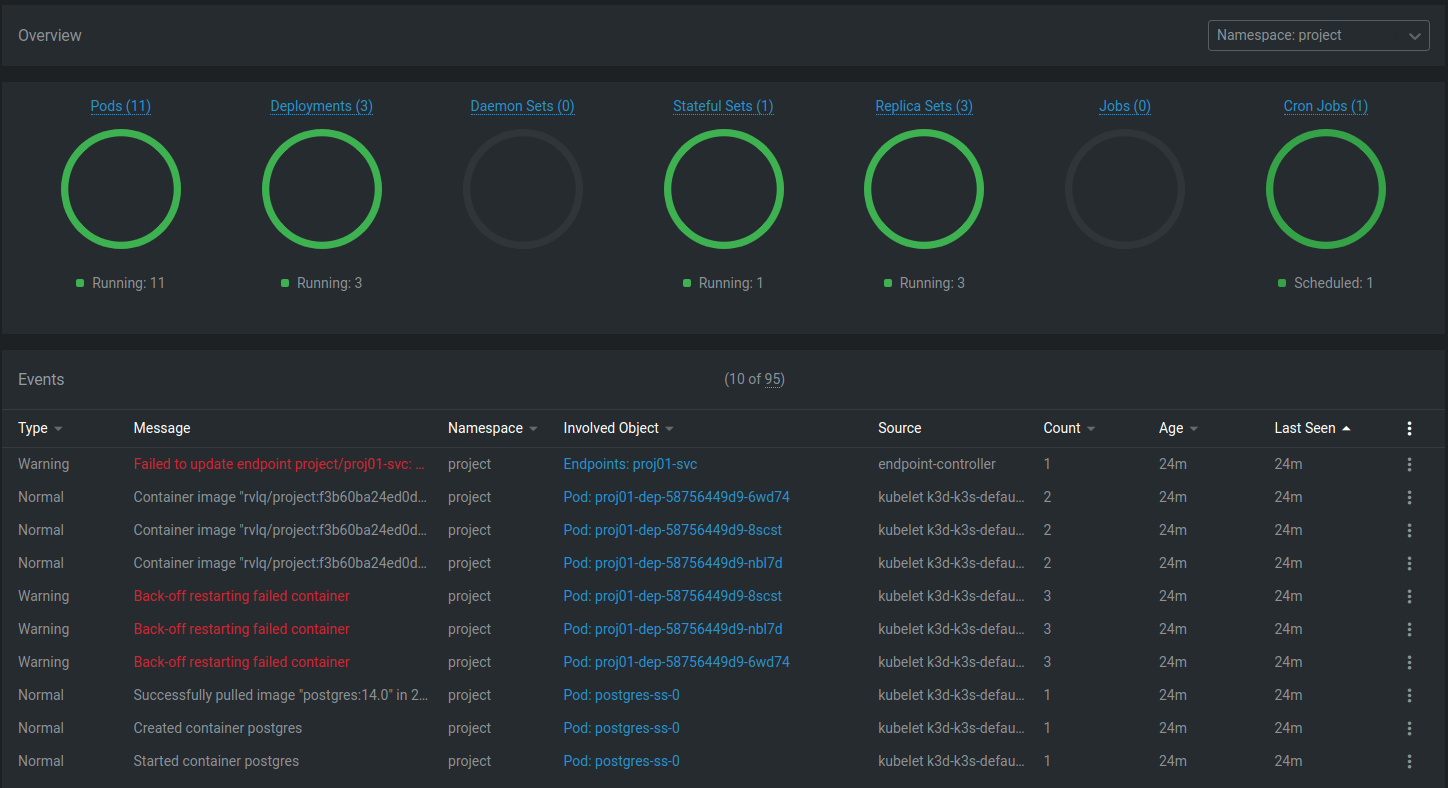 Overview
Namespace: project
Pods (11) Deployments (3) Daemon Sets (0) Stateful Sets (1) Replica Sets (3) Jobs (0) Cron Jobs (1)
Running: 11 Running: 3 Running: 1 Running: 3 Scheduled: 1
Events (10 of 95)
Type Message Namespace Involved Object Source Count Age Last Seen
Warning Failed to update endpoint project/proj01-svc: ... project Endpoints: proj01-svc endpoint-controller 1 24m 24m
Normal Container image "rvlq/project:f3b60ba24ed0d... project Pod: proj01-dep-58756449d9-6wd74 kubelet k3d-k3s-defau... 2 24m 24m
Normal Container image "rvlq/project:f3b60ba24ed0d... project Pod: proj01-dep-58756449d9-8scst kubelet k3d-k3s-defau... 2 24m 24m
Normal Container image "rvlq/project:f3b60ba24ed0d... project Pod: proj01-dep-58756449d9-nbl7d kubelet k3d-k3s-defau... 2 24m 24m
Warning Back-off restarting failed container project Pod: proj01-dep-58756449d9-8scst kubelet k3d-k3s-defau... 3 24m 24m
Warning Back-off restarting failed container project Pod: proj01-dep-58756449d9-nbl7d kubelet k3d-k3s-defau... 3 24m 24m
Warning Back-off restarting failed container project Pod: proj01-dep-58756449d9-6wd74 kubelet k3d-k3s-defau... 3 24m 24m
Normal Successfully pulled image "postgres:14.0" in 2... project Pod: postgres-ss-0 kubelet k3d-k3s-defau... 1 24m 24m
Normal Created container postgres project Pod: postgres-ss-0 kubelet k3d-k3s-defau... 1 24m 24m
Normal Started container postgres project Pod: postgres-ss-0 kubelet k3d-k3s-defau... 1 24m 24m